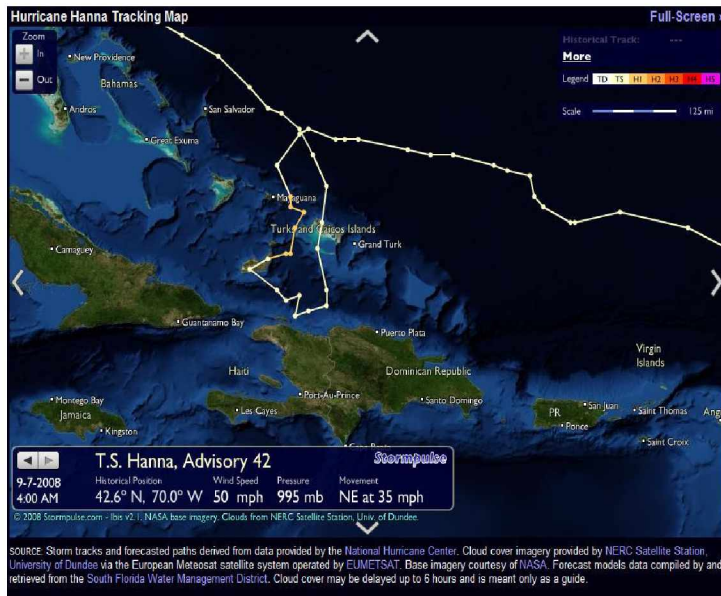 Hurricane Hanna Tracking Map
Full-Screen
Zoom
In
Out
Historical Track: ---
More
Legend TD TS H1 H2 H3 H4 H5
Scale 125 mi
New Providence
Bahamas
Andros
San Salvador
Great Exuma
Mayaguana
Turks and Caicos Islands
Grand Turk
Camaguey
Guantanamo Bay
Puerto Plata
Haiti
Dominican Republic
Virgin
Islands
Montego Bay
Jamaica
Kingston
Port-Au-Prince
Les Cayes
Santo Domingo
PR
San Juan
Ponce
Saint Thomas
Saint Croix
T.S. Hanna, Advisory 42
Stormpulse
9-7-2008
4:00 AM
Historical Position Wind Speed Pressure Movement
42.6° N, 70.0° W 50 mph 995 mb NE at 35 mph
© 2008 Stormpulse.com - Ibis v2.1. NASA base imagery. Clouds from NERC Satellite Station, Univ. of Dundee.
SOURCE: Storm tracks and forecasted paths derived from data provided by the National Hurricane Center. Cloud cover imagery provided by NERC Satellite Station,
University of Dundee via the European Meteosat satellite system operated by EUMETSAT. Base imagery courtesy of NASA. Forecast models data compiled by and
retrieved from the South Florida Water Management District. Cloud cover may be delayed up to 6 hours and is meant only as a guide.